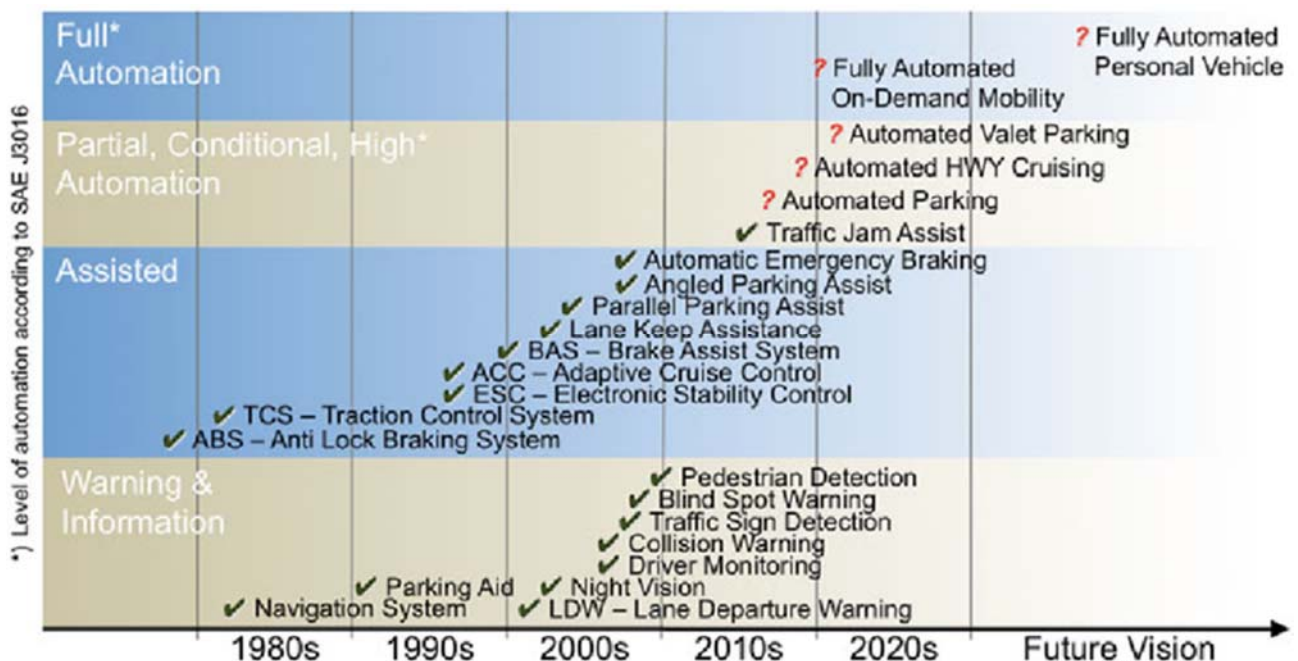 Full*
Automation
? Fully Automated
Personal Vehicle
? Fully Automated
On-Demand Mobility
Partial, Conditional, High*
Automation
? Automated Valet Parking
? Automated HWY Cruising
? Automated Parking
✔ Traffic Jam Assist
Assisted
✔ Automatic Emergency Braking
✔ Angled Parking Assist
✔ Parallel Parking Assist
✔ Lane Keep Assistance
✔ BAS – Brake Assist System
✔ ACC – Adaptive Cruise Control
✔ ESC – Electronic Stability Control
✔ TCS – Traction Control System
✔ ABS – Anti Lock Braking System
Warning &
Information
✔ Pedestrian Detection
✔ Blind Spot Warning
✔ Traffic Sign Detection
✔ Collision Warning
✔ Driver Monitoring
✔ Parking Aid ✔ Night Vision
✔ Navigation System ✔ LDW – Lane Departure Warning
1980s 1990s 2000s 2010s 2020s Future Vision
*) Level of automation according to SAE J3016